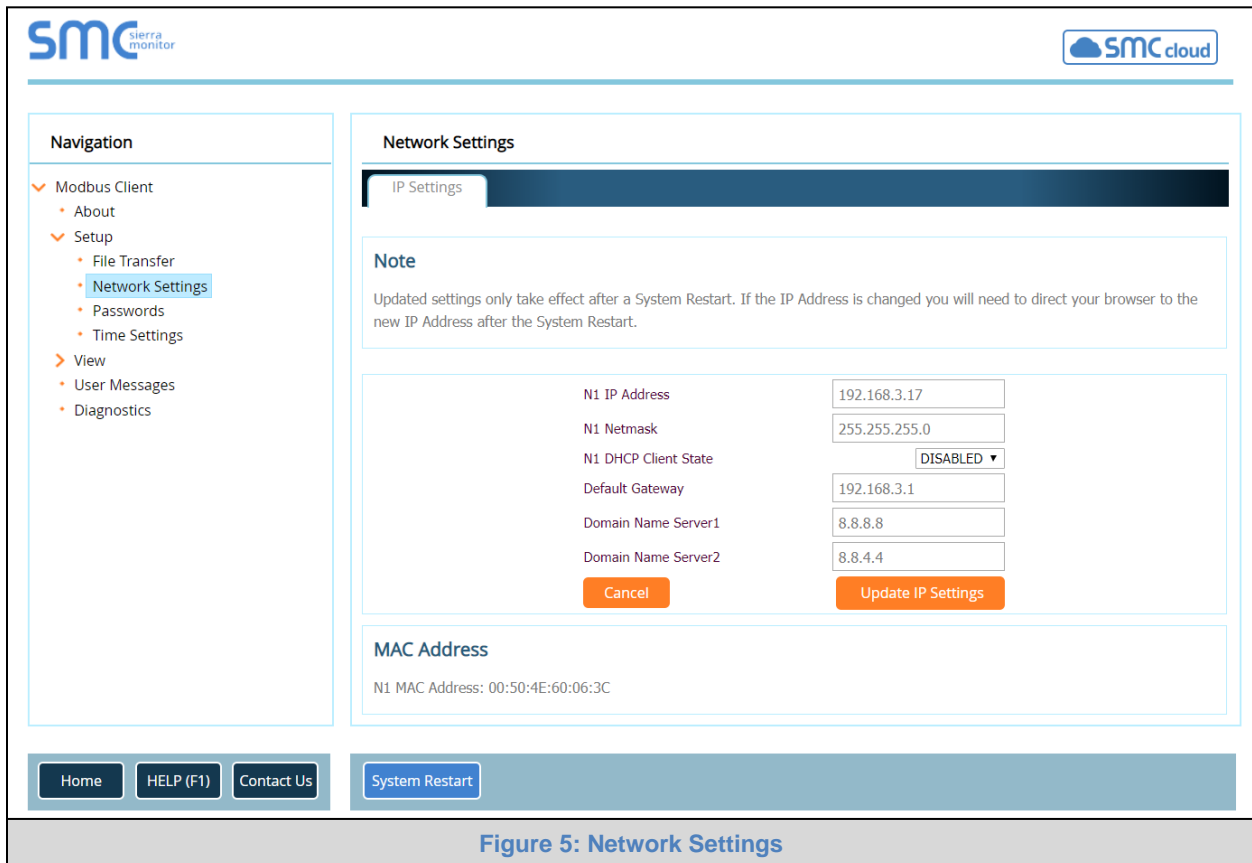 SMC sierra monitor
SMC cloud
Navigation
Modbus Client
About
Setup
File Transfer
Network Settings
Passwords
Time Settings
View
User Messages
Diagnostics
Network Settings
IP Settings
Note
Updated settings only take effect after a System Restart. If the IP Address is changed you will need to direct your browser to the
new IP Address after the System Restart.
N1 IP Address 192.168.3.17
N1 Netmask 255.255.255.0
N1 DHCP Client State DISABLED
Default Gateway 192.168.3.1
Domain Name Server1 8.8.8.8
Domain Name Server2 8.8.4.4
Cancel Update IP Settings
MAC Address
N1 MAC Address: 00:50:4E:60:06:3C
Home HELP (F1) Contact Us System Restart
Figure 5: Network Settings